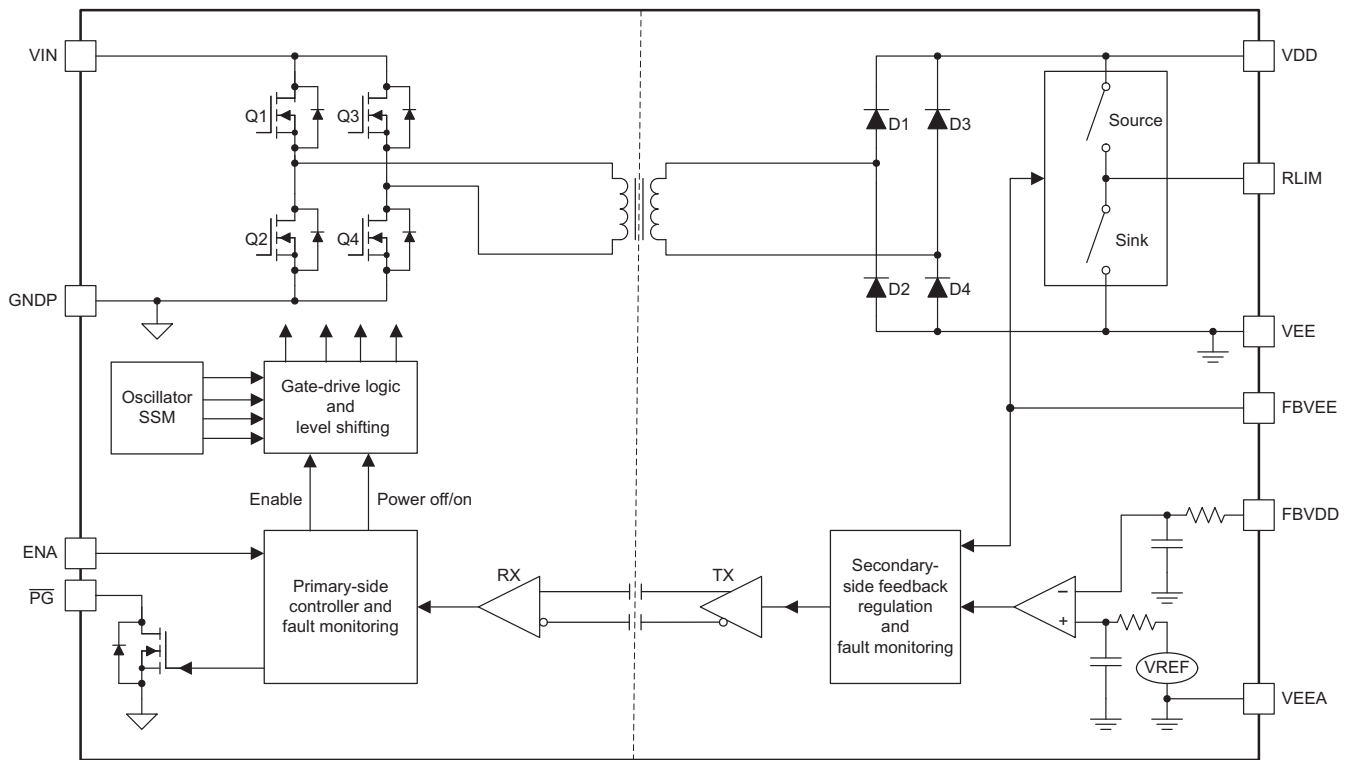 VIN
VDD
Q1
Q3
D1
D3
Source
RLIM
Q2
Q4
Sink
D2
D4
GNDP
VEE
Oscillator
SSM
Gate-drive logic
and
level shifting
FBVEE
Enable
Power off/on
FBVDD
ENA
PG
Primary-side
controller and
fault monitoring
RX
TX
Secondary-
side feedback
regulation
and
fault monitoring
−
+
VREF
VEEA